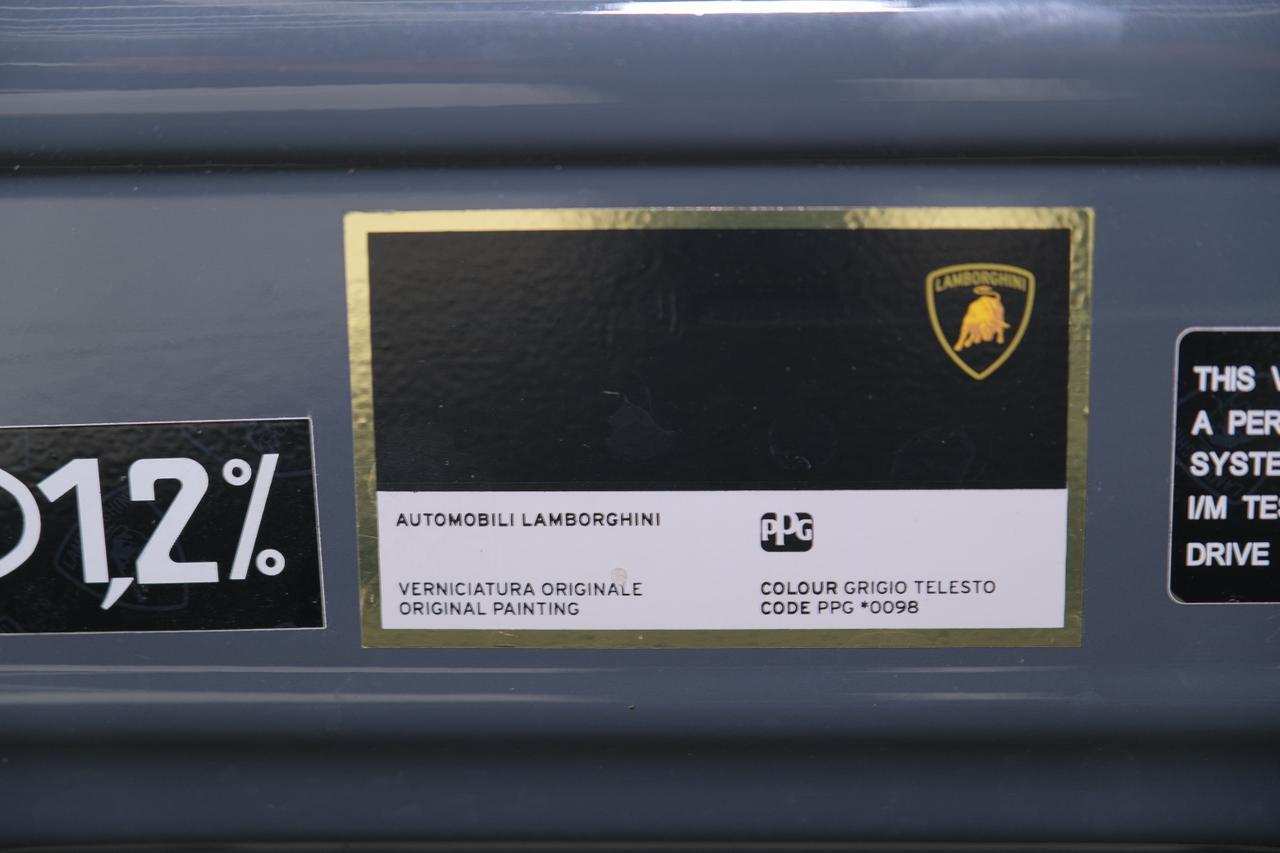 1,2%
LAMBORGHINI
AUTOMOBILI LAMBORGHINI
PPG
VERNICIATURA ORIGINALE
ORIGINAL PAINTING
COLOUR GRIGIO TELESTO
CODE PPG *0098
THIS
A PER
SYSTE
I/M TES
DRIVE